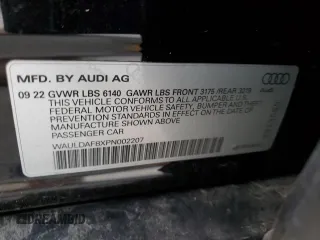 MFD. BY AUDI AG
09 22 GVWR LBS 6140 GAWR LBS FRONT 3175 /REAR
THIS VEHICLE CONFORMS TO ALL APPLICABLE U.S.
FEDERAL MOTOR VEHICLE SAFETY, BUMPER AND THEFT
PREVENTION STANDARDS IN EFFECT ON THE DATE OF
MANUFACTURE SHOWN ABOVE
WAULDAF8XPN002207
PASSENGER CAR